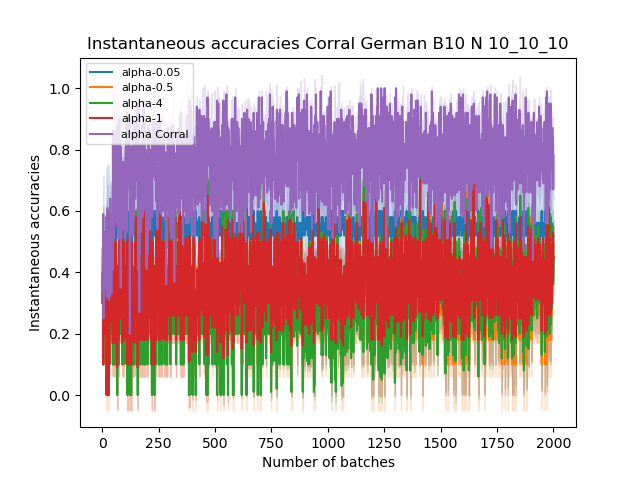 Instantaneous accuracies Corral German B10 N 10_10_10
alpha-0.05
alpha-0.5
alpha-4
alpha-1
alpha Corral
Instantaneous accuracies
1.0
0.8
0.6
0.4
0.2
0.0
0 250 500 750 1000 1250 1500 1750 2000
Number of batches